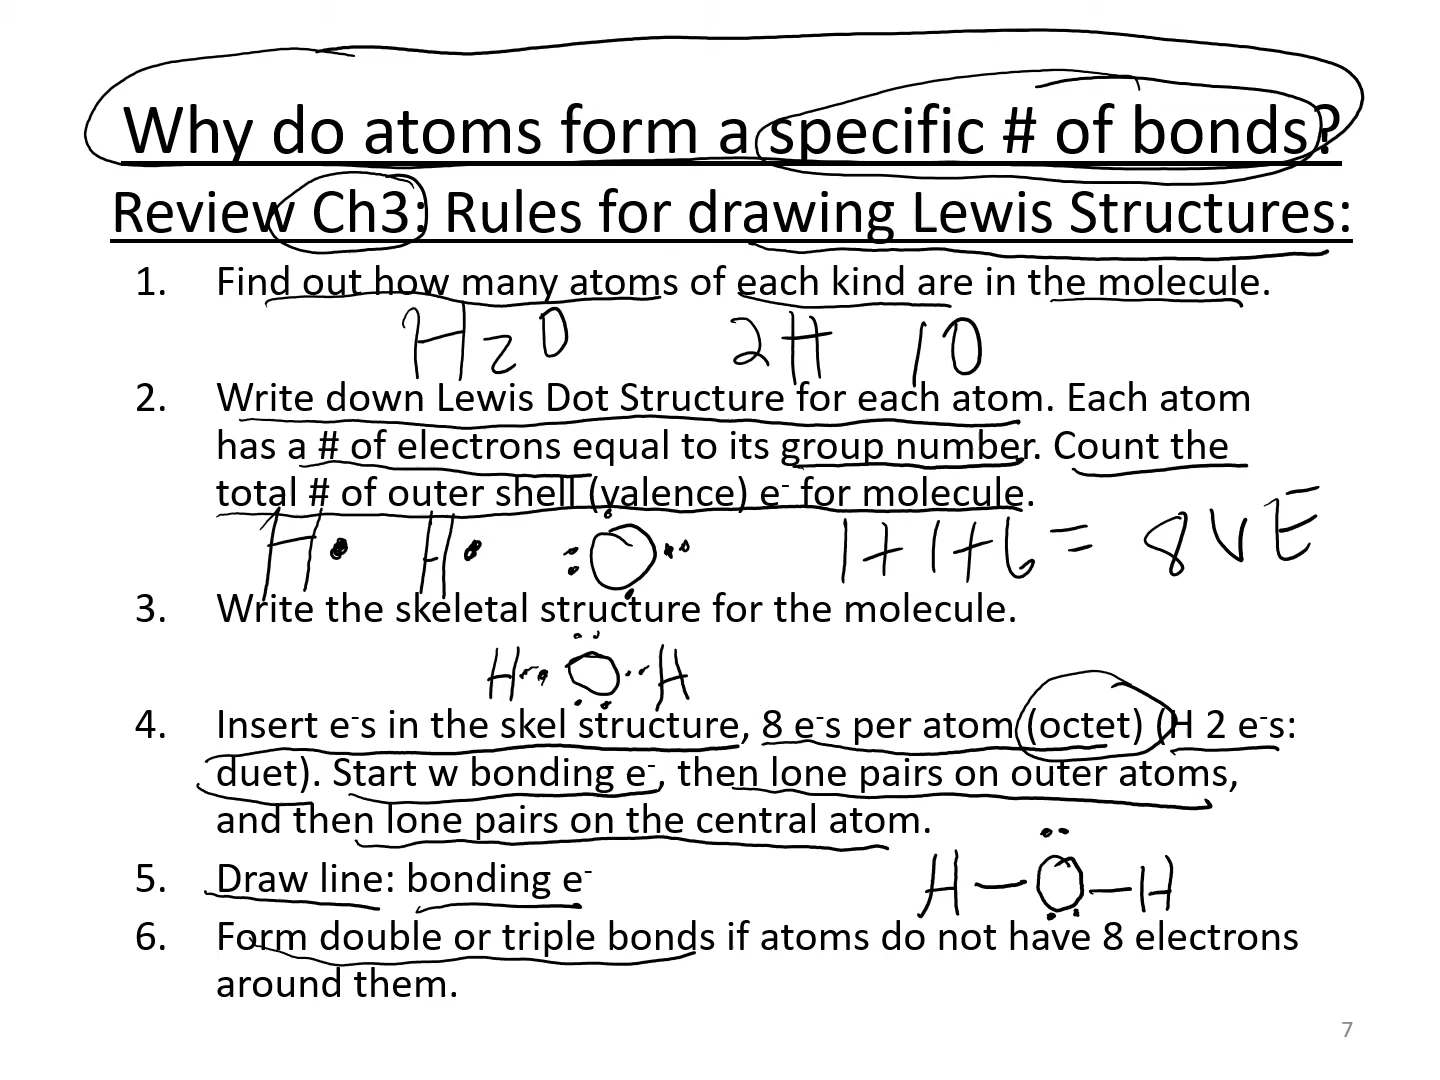 Why do atoms form a specific # of bonds?
Review Ch3: Rules for drawing Lewis Structures:
1. Find out how many atoms of each kind are in the molecule.
H2O 2H 1O
2. Write down Lewis Dot Structure for each atom. Each atom
has a # of electrons equal to its group number. Count the
total # of outer shell (valence) e- for molecule.
H· H· :O: 1+1+6 = 8VE
3. Write the skeletal structure for the molecule.
H··O··H
4. Insert e-s in the skel structure, 8 e-s per atom (octet) (H 2 e-s:
duet). Start w bonding e-, then lone pairs on outer atoms,
and then lone pairs on the central atom.
5. Draw line: bonding e- H–O–H
6. Form double or triple bonds if atoms do not have 8 electrons
around them.
7